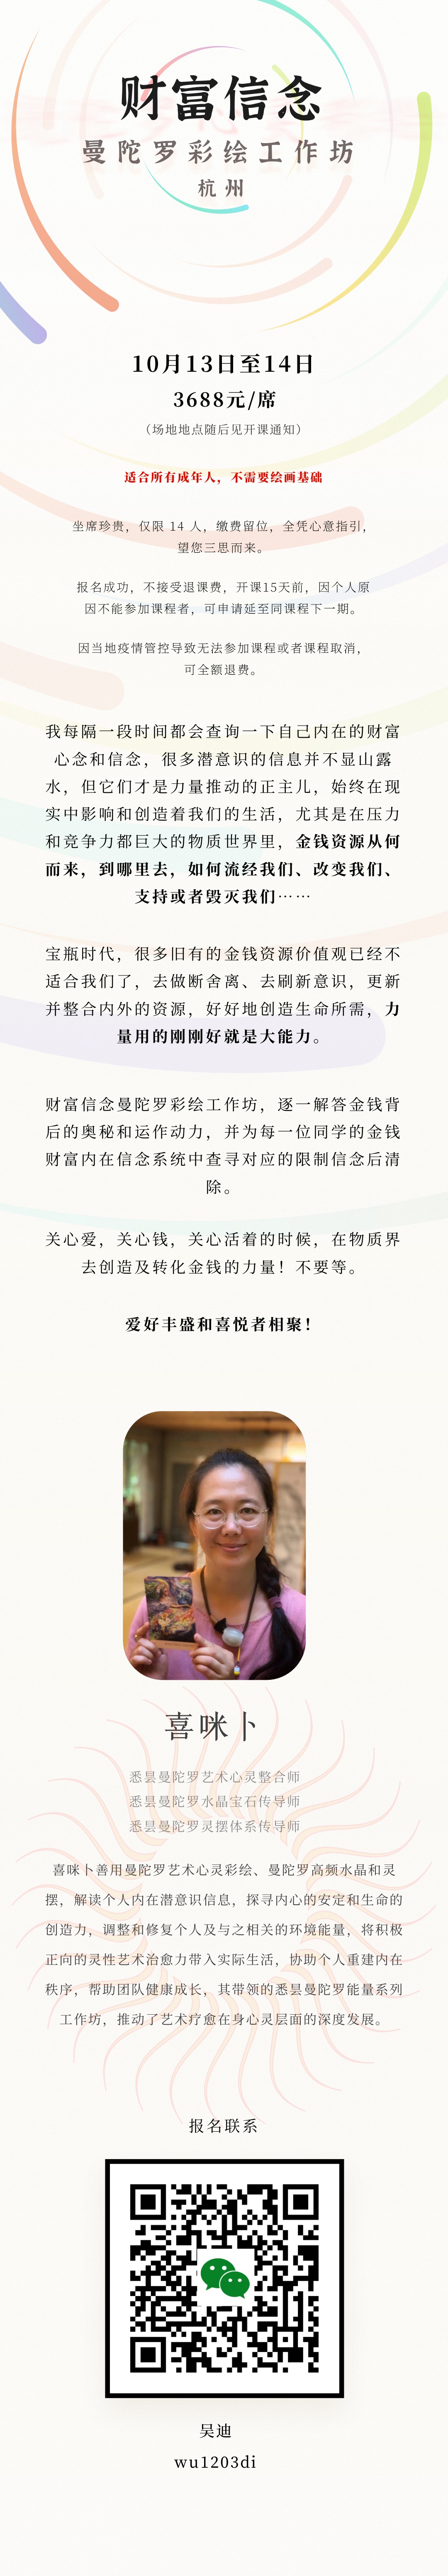 财富信念
曼陀罗彩绘工作坊
杭州
10月13日至14日
3688元/席
（场地地点随后见开课通知）
适合所有成年人，不需要绘画基础
坐席珍贵，仅限 14 人，缴费留位，全凭心意指引，
望您三思而来。
报名成功，不接受退课费，开课15天前，因个人原
因不能参加课程者，可申请延至同课程下一期。
因当地疫情管控导致无法参加课程或者课程取消，
可全额退费。
我每隔一段时间都会查询一下自己内在的财富
心念和信念，很多潜意识的信息并不显山露
水，但它们才是力量推动的正主儿，始终在现
实中影响和创造着我们的生活，尤其是在压力
和竞争力都巨大的物质世界里，金钱资源从何
而来，到哪里去，如何流经我们、改变我们、
支持或者毁灭我们……
宝瓶时代，很多旧有的金钱资源价值观已经不
适合我们了，去做断舍离、去刷新意识，更新
并整合内外的资源，好好地创造生命所需，力
量用的刚刚好就是大能力。
财富信念曼陀罗彩绘工作坊，逐一解答金钱背
后的奥秘和运作动力，并为每一位同学的金钱
财富内在信念系统中查寻对应的限制信念后清
除。
关心爱，关心钱，关心活着的时候，在物质界
去创造及转化金钱的力量！不要等。
爱好丰盛和喜悦者相聚！
喜咪卜
悉昙曼陀罗艺术心灵整合师
悉昙曼陀罗水晶宝石传导师
悉昙曼陀罗灵摆体系传导师
喜咪卜善用曼陀罗艺术心灵彩绘、曼陀罗高频水晶和灵
摆，解读个人内在潜意识信息，探寻内心的安定和生命的
创造力，调整和修复个人及与之相关的环境能量，将积极
正向的灵性艺术治愈力带入实际生活，协助个人重建内在
秩序，帮助团队健康成长，其带领的悉昙曼陀罗能量系列
工作坊，推动了艺术疗愈在身心灵层面的深度发展。
报名联系
吴迪
wu1203di